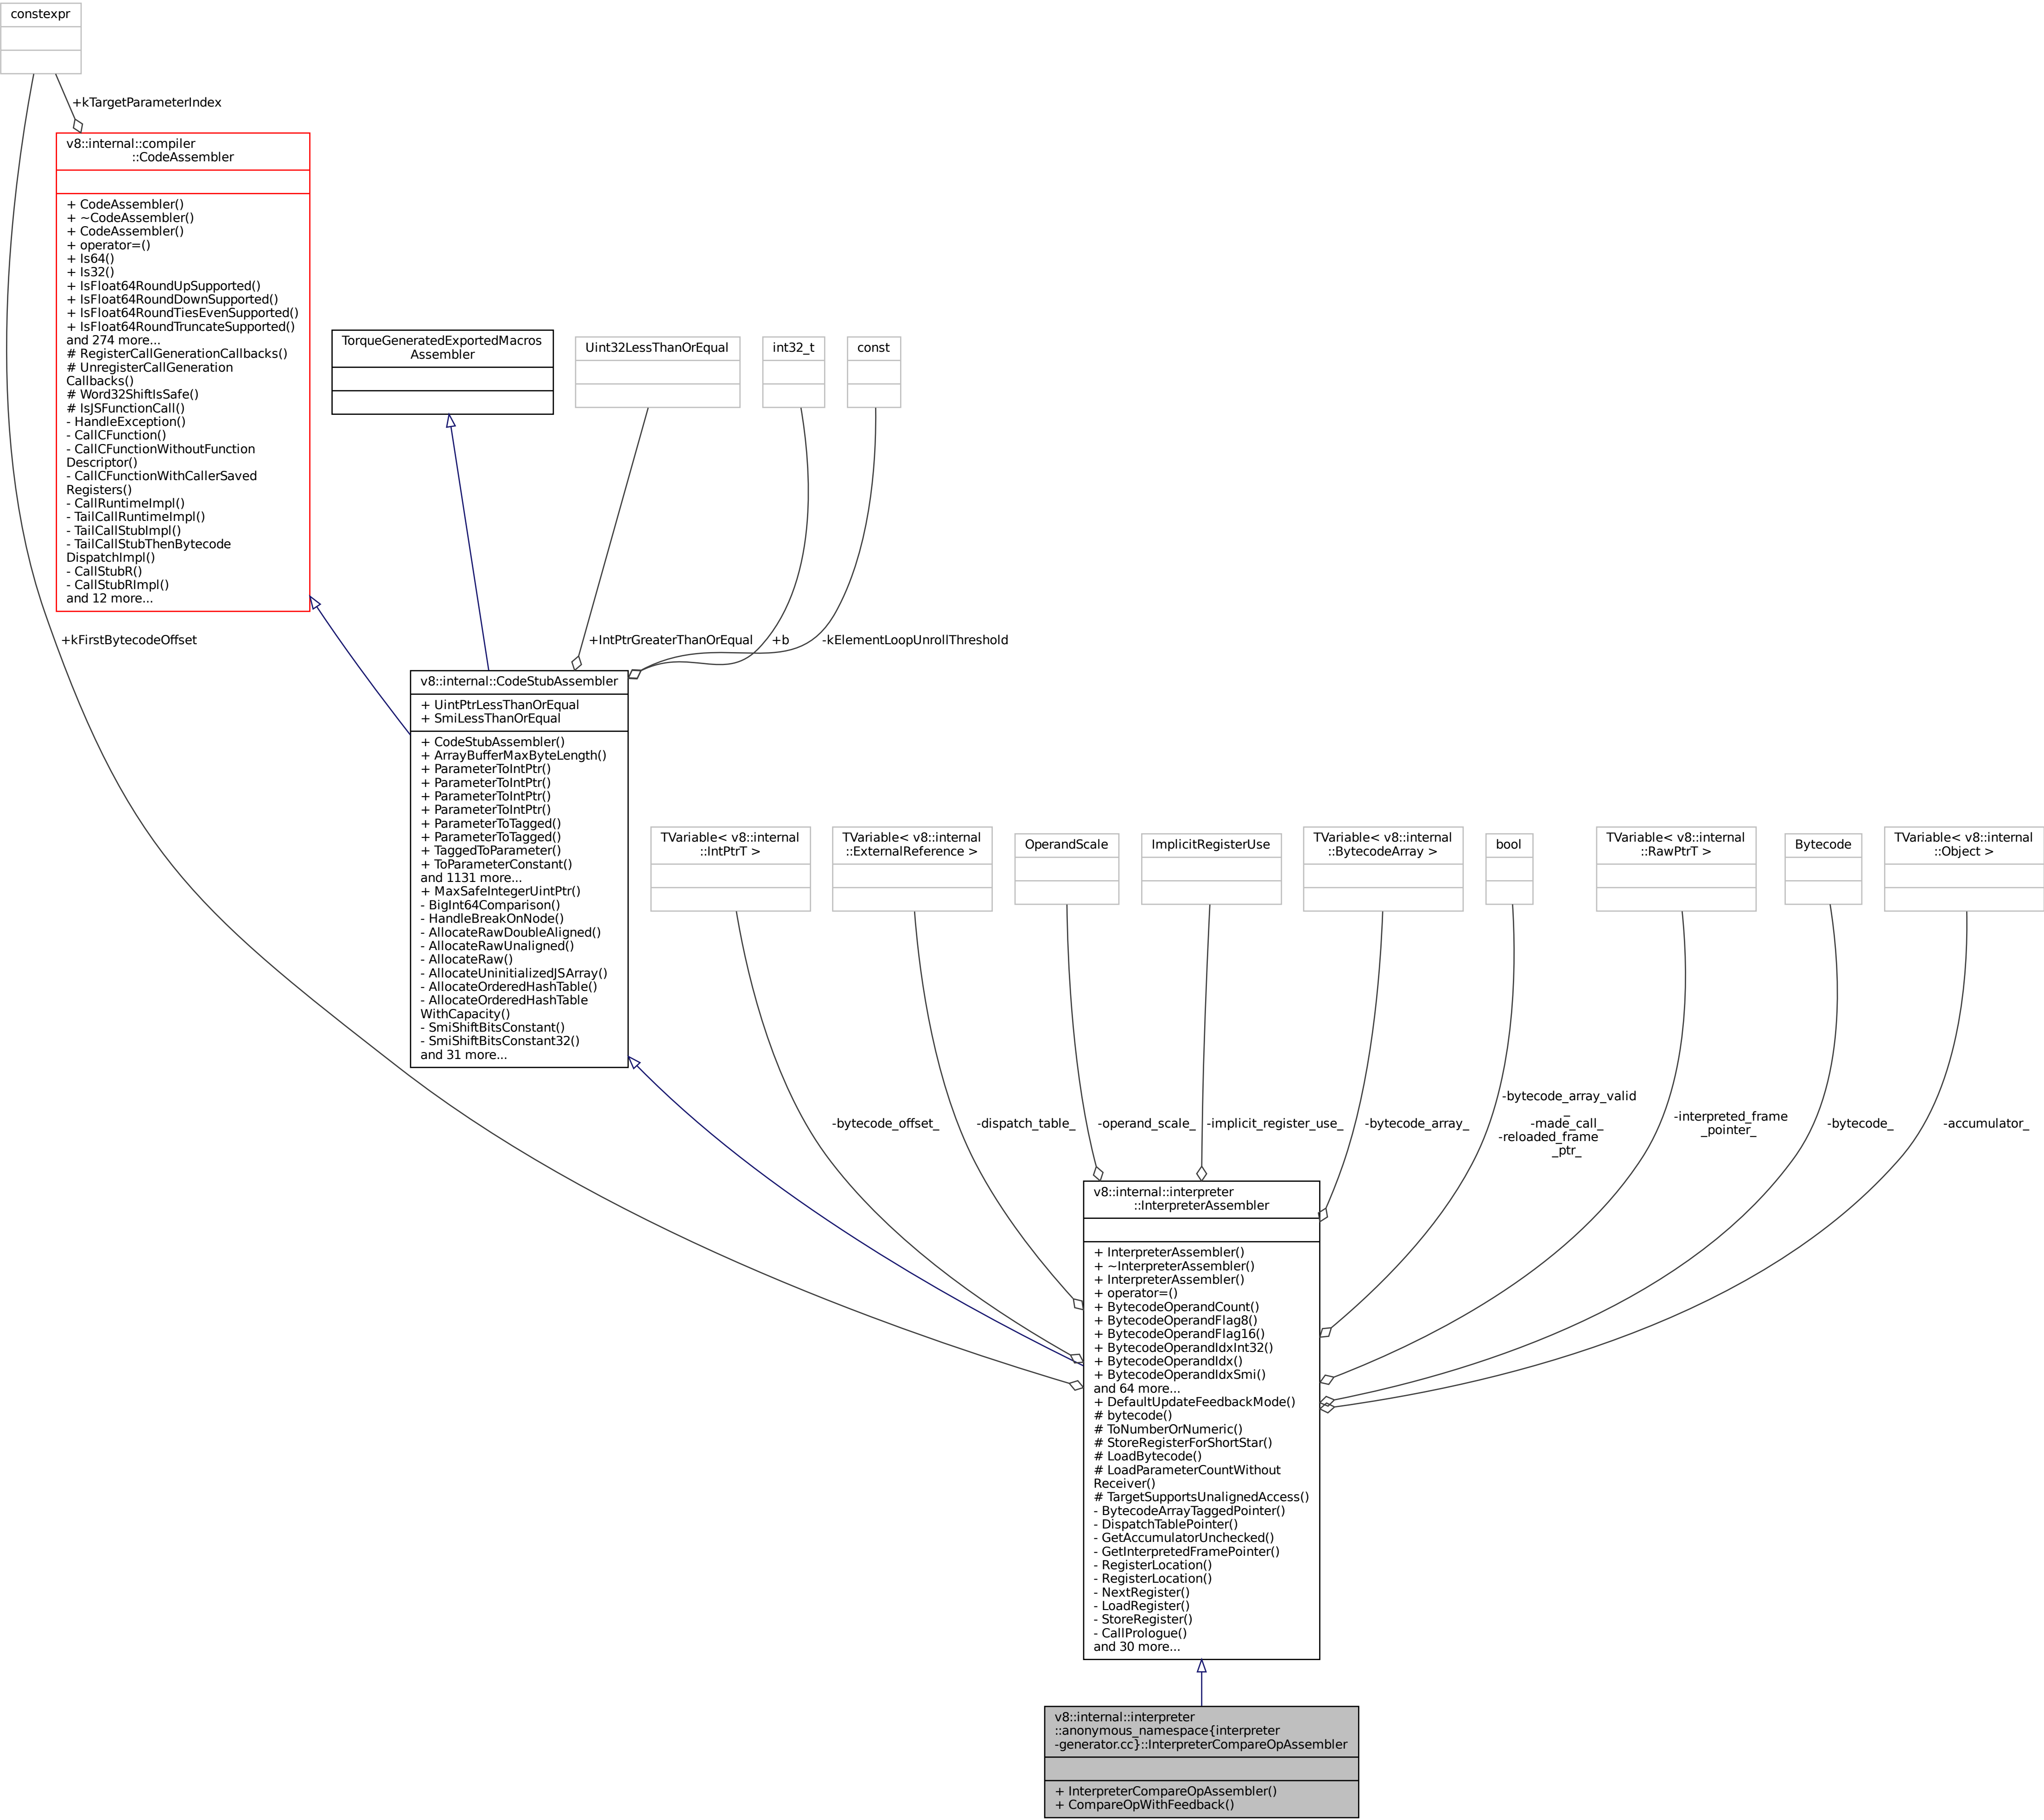 constexpr
+kTargetParameterIndex
v8::internal::compiler
::CodeAssembler
+ CodeAssembler()
+ ~CodeAssembler()
+ CodeAssembler()
+ operator=()
+ Is64()
+ Is32()
+ IsFloat64RoundUpSupported()
+ IsFloat64RoundDownSupported()
+ IsFloat64RoundTiesEvenSupported()
+ IsFloat64RoundTruncateSupported()
and 274 more...
# RegisterCallGenerationCallbacks()
# UnregisterCallGeneration
Callbacks()
# Word32ShiftIsSafe()
# IsJSFunctionCall()
- HandleException()
- CallCFunction()
- CallCFunctionWithoutFunction
Descriptor()
- CallCFunctionWithCallerSaved
Registers()
- CallRuntimeImpl()
- TailCallRuntimeImpl()
- TailCallStubImpl()
- TailCallStubThenBytecode
DispatchImpl()
- CallStubR()
- CallStubRImpl()
and 12 more...
TorqueGeneratedExportedMacros
Assembler
Uint32LessThanOrEqual
int32_t
const
+kFirstBytecodeOffset
+IntPtrGreaterThanOrEqual
+b
-kElementLoopUnrollThreshold
v8::internal::CodeStubAssembler
+ UintPtrLessThanOrEqual
+ SmiLessThanOrEqual
+ CodeStubAssembler()
+ ArrayBufferMaxByteLength()
+ ParameterToIntPtr()
+ ParameterToIntPtr()
+ ParameterToIntPtr()
+ ParameterToIntPtr()
+ ParameterToTagged()
+ ParameterToTagged()
+ TaggedToParameter()
+ ToParameterConstant()
and 1131 more...
+ MaxSafeIntegerUintPtr()
- BigInt64Comparison()
- HandleBreakOnNode()
- AllocateRawDoubleAligned()
- AllocateRawUnaligned()
- AllocateRaw()
- AllocateUninitializedJSArray()
- AllocateOrderedHashTable()
- AllocateOrderedHashTable
WithCapacity()
- SmiShiftBitsConstant()
- SmiShiftBitsConstant32()
and 31 more...
TVariable< v8::internal
::IntPtrT >
TVariable< v8::internal
::ExternalReference >
OperandScale
ImplicitRegisterUse
TVariable< v8::internal
::BytecodeArray >
bool
TVariable< v8::internal
::RawPtrT >
Bytecode
TVariable< v8::internal
::Object >
-bytecode_offset_
-dispatch_table_
-operand_scale_
-implicit_register_use_
-bytecode_array_
-bytecode_array_valid
_
-made_call_
-reloaded_frame
_ptr_
-interpreted_frame
_pointer_
-bytecode_
-accumulator_
v8::internal::interpreter
::InterpreterAssembler
+ InterpreterAssembler()
+ ~InterpreterAssembler()
+ InterpreterAssembler()
+ operator=()
+ BytecodeOperandCount()
+ BytecodeOperandFlag8()
+ BytecodeOperandFlag16()
+ BytecodeOperandIdxInt32()
+ BytecodeOperandIdx()
+ BytecodeOperandIdxSmi()
and 64 more...
+ DefaultUpdateFeedbackMode()
# bytecode()
# ToNumberOrNumeric()
# StoreRegisterForShortStar()
# LoadBytecode()
# LoadParameterCountWithout
Receiver()
# TargetSupportsUnalignedAccess()
- BytecodeArrayTaggedPointer()
- DispatchTablePointer()
- GetAccumulatorUnchecked()
- GetInterpretedFramePointer()
- RegisterLocation()
- RegisterLocation()
- NextRegister()
- LoadRegister()
- StoreRegister()
- CallPrologue()
and 30 more...
v8::internal::interpreter
::anonymous_namespace{interpreter
-generator.cc}::InterpreterCompareOpAssembler
+ InterpreterCompareOpAssembler()
+ CompareOpWithFeedback()